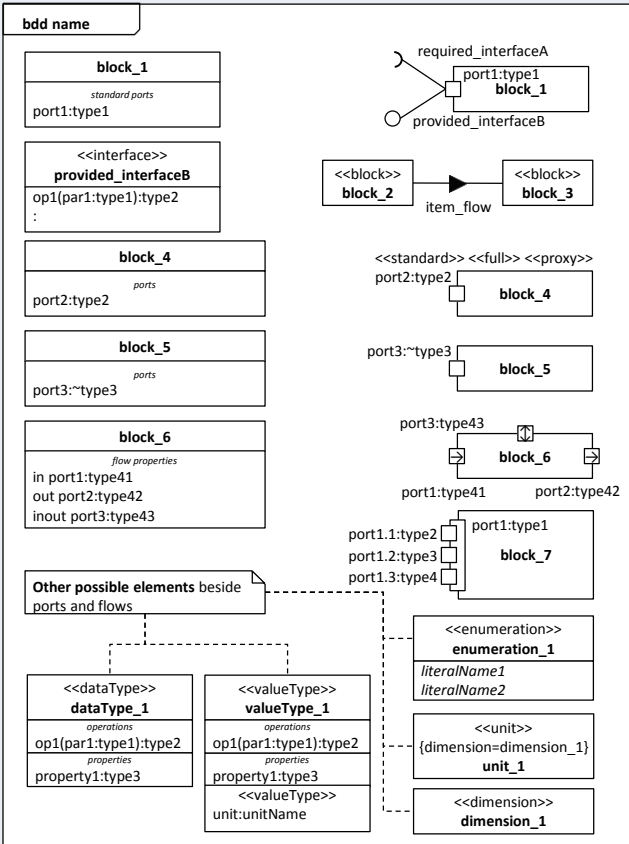 bdd name
block_1
standard ports
port1:type1
required_interfaceA
port1:type1
block_1
provided_interfaceB
<<interface>>
provided_interfaceB
op1(par1:type1):type2
:
<<block>>
block_2
<<block>>
block_3
item_flow
block_4
ports
port2:type2
<<standard>> <<full>> <<proxy>>
port2:type2
block_4
block_5
ports
port3:~type3
port3:~type3
block_5
block_6
flow properties
in port1:type41
out port2:type42
inout port3:type43
port3:type43
block_6
port1:type41
port2:type42
port1:type1
port1.1:type2
port1.2:type3
port1.3:type4
block_7
Other possible elements beside
ports and flows
<<dataType>>
dataType_1
operations
op1(par1:type1):type2
properties
property1:type3
<<valueType>>
valueType_1
operations
op1(par1:type1):type2
properties
property1:type3
<<valueType>>
unit:unitName
<<enumeration>>
enumeration_1
literalName1
literalName2
<<unit>>
{dimension=dimension_1}
unit_1
<<dimension>>
dimension_1